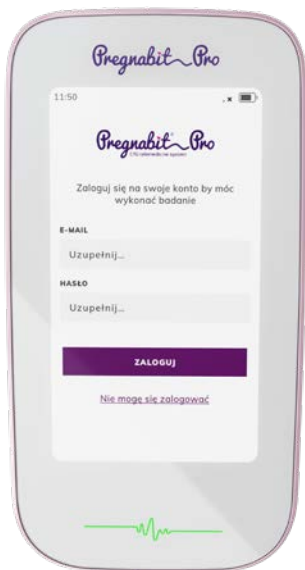 Pregnabit Pro
11:50
Pregnabit Pro
Zaloguj się na swoje konto by móc
wykonać badanie
E-MAIL
Uzupełnij...
HASŁO
Uzupełnij...
ZALOGUJ
Nie mogę się zalogować